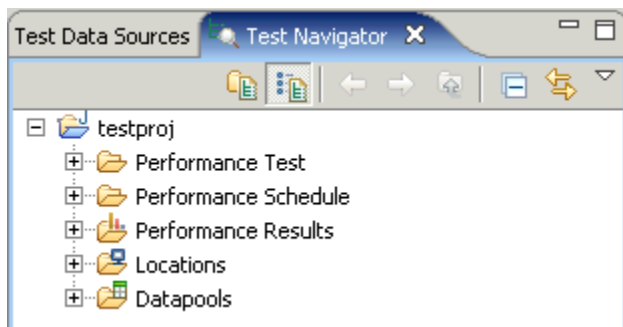 Test Data Sources Test Navigator
testproj
Performance Test
Performance Schedule
Performance Results
Locations
Datapools